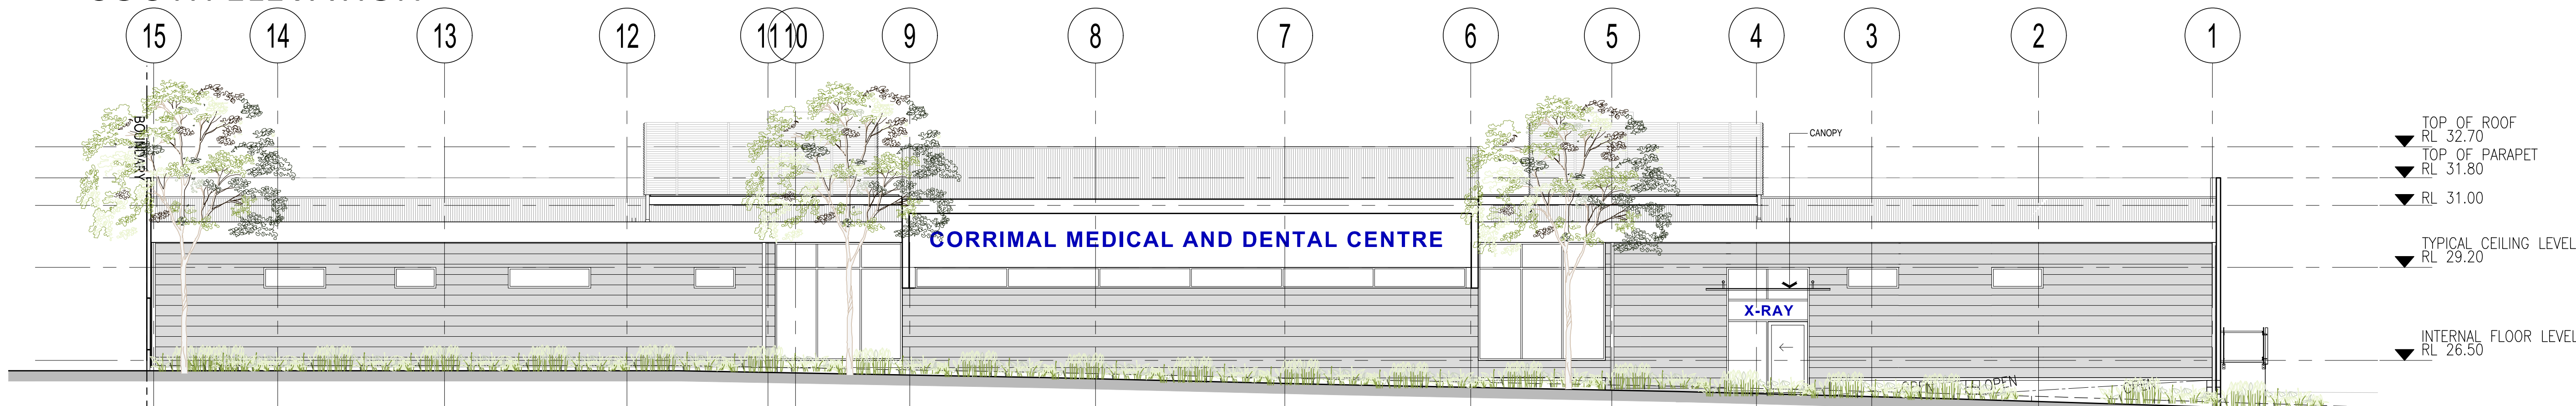 15 14 13 12 11 10 9 8 7 6 5 4 3 2 1
BOUNDARY
CANOPY
TOP OF ROOF
RL 32.70
TOP OF PARAPET
RL 31.80
RL 31.00
CORRIMAL MEDICAL AND DENTAL CENTRE
TYPICAL CEILING LEVEL
RL 29.20
X-RAY
INTERNAL FLOOR LEVEL
RL 26.50
OPEN